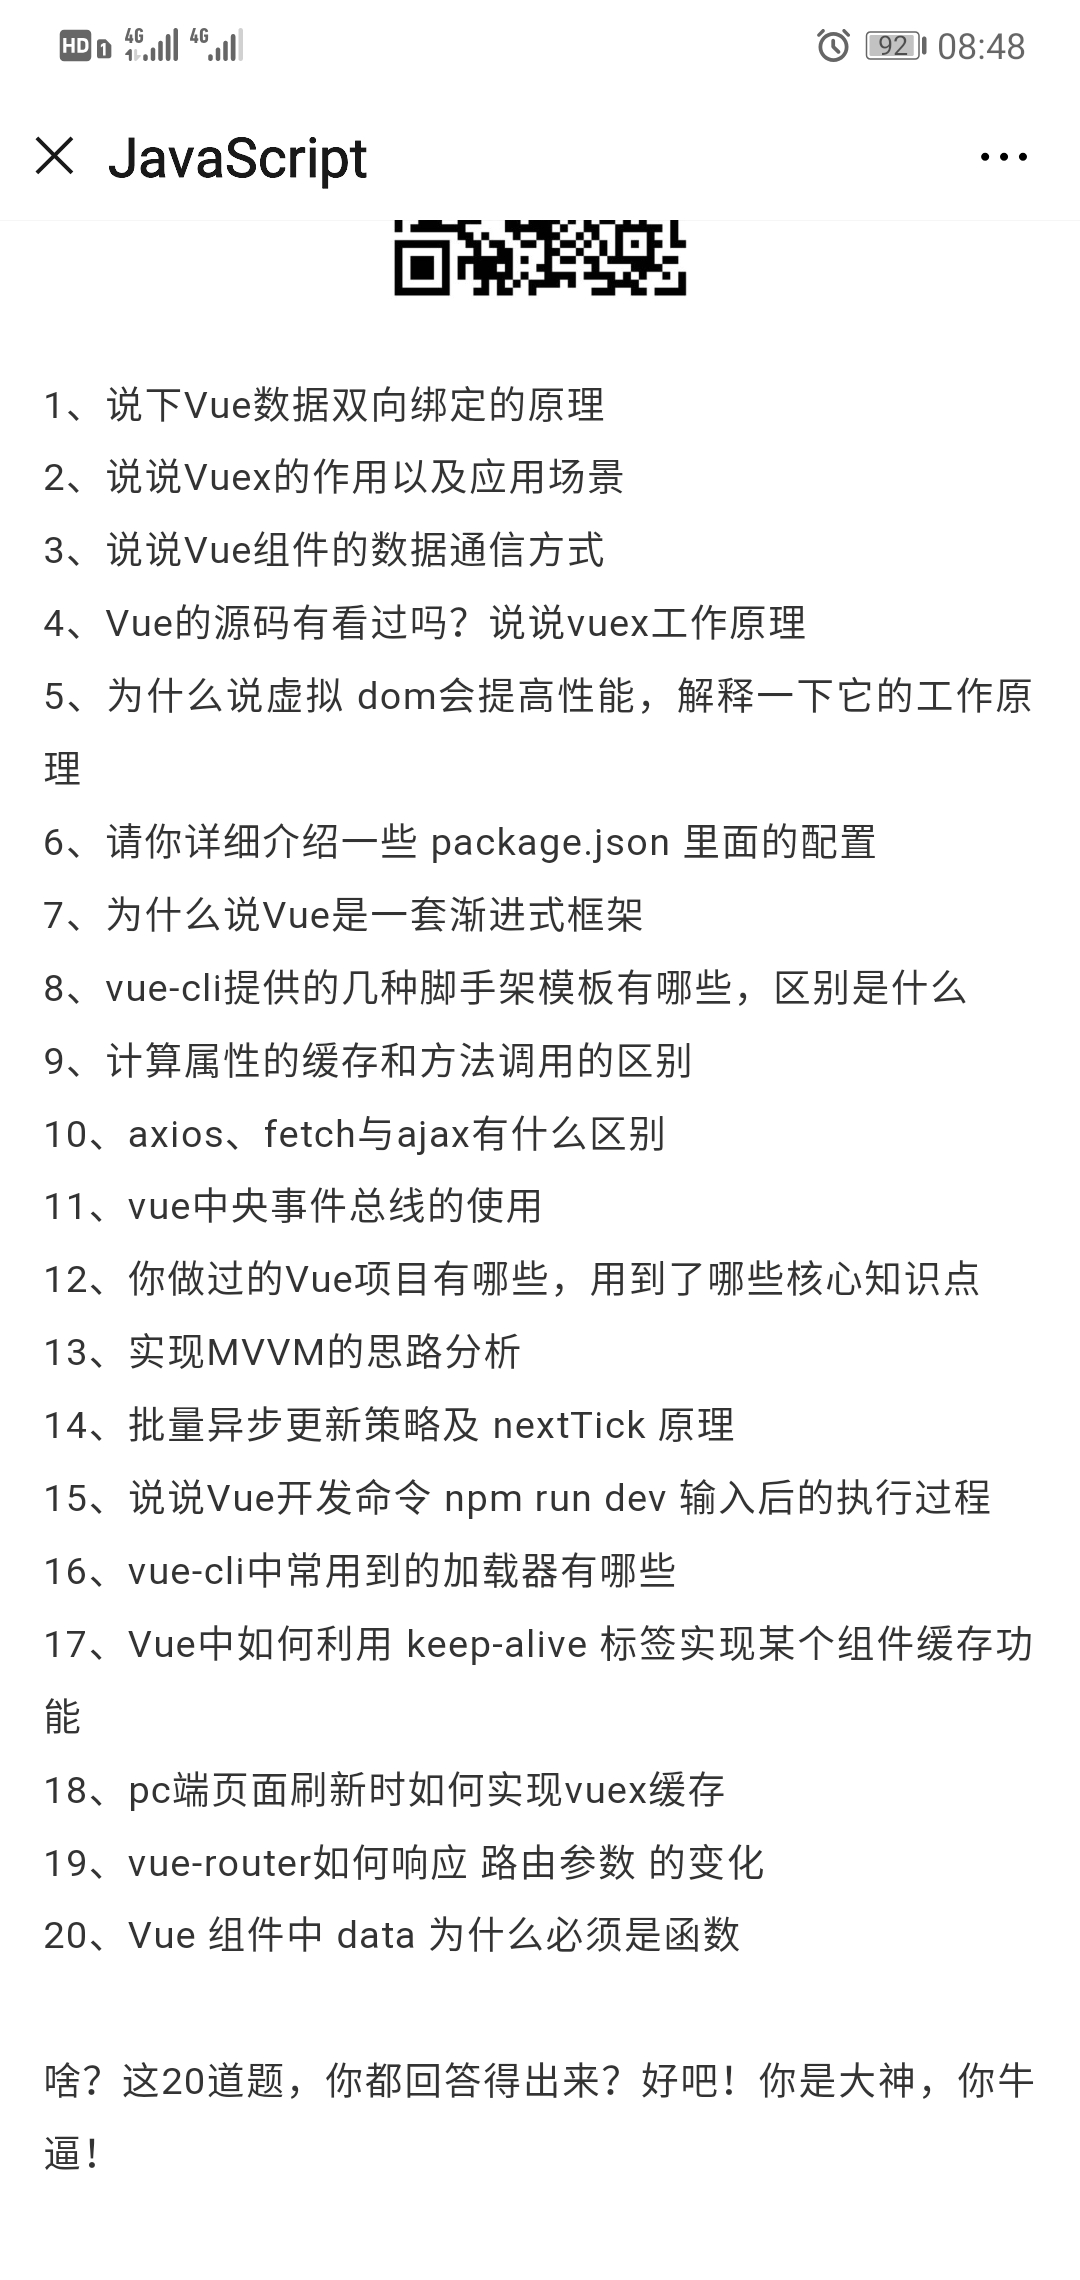 HD 1 4G 4G 92 08:48
JavaScript
1、说下Vue数据双向绑定的原理
2、说说Vuex的作用以及应用场景
3、说说Vue组件的数据通信方式
4、Vue的源码有看过吗？说说vuex工作原理
5、为什么说虚拟 dom会提高性能，解释一下它的工作原
理
6、请你详细介绍一些 package.json 里面的配置
7、为什么说Vue是一套渐进式框架
8、vue-cli提供的几种脚手架模板有哪些，区别是什么
9、计算属性的缓存和方法调用的区别
10、axios、fetch与ajax有什么区别
11、vue中央事件总线的使用
12、你做过的Vue项目有哪些，用到了哪些核心知识点
13、实现MVVM的思路分析
14、批量异步更新策略及 nextTick 原理
15、说说Vue开发命令 npm run dev 输入后的执行过程
16、vue-cli中常用到的加载器有哪些
17、Vue中如何利用 keep-alive 标签实现某个组件缓存功
能
18、pc端页面刷新时如何实现vuex缓存
19、vue-router如何响应 路由参数 的变化
20、Vue 组件中 data 为什么必须是函数
啥？这20道题，你都回答得出来？好吧！你是大神，你牛
逼！